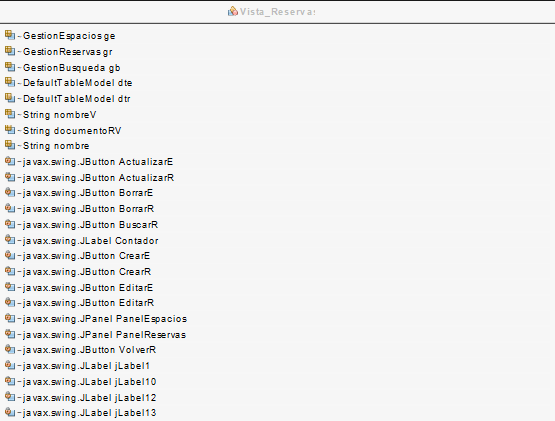 Vista_Reservas
- GestionEspacios ge
- GestionReservas gr
- GestionBusqueda gb
- DefaultTableModel dte
- DefaultTableModel dtr
- String nombreV
- String documentoRV
- String nombre
- javax.swing.JButton ActualizarE
- javax.swing.JButton ActualizarR
- javax.swing.JButton BorrarE
- javax.swing.JButton BorrarR
- javax.swing.JButton BuscarR
- javax.swing.JLabel Contador
- javax.swing.JButton CrearE
- javax.swing.JButton CrearR
- javax.swing.JButton EditarE
- javax.swing.JButton EditarR
- javax.swing.JPanel PanelEspacios
- javax.swing.JPanel PanelReservas
- javax.swing.JButton VolverR
- javax.swing.JLabel jLabel1
- javax.swing.JLabel jLabel10
- javax.swing.JLabel jLabel12
- javax.swing.JLabel jLabel13